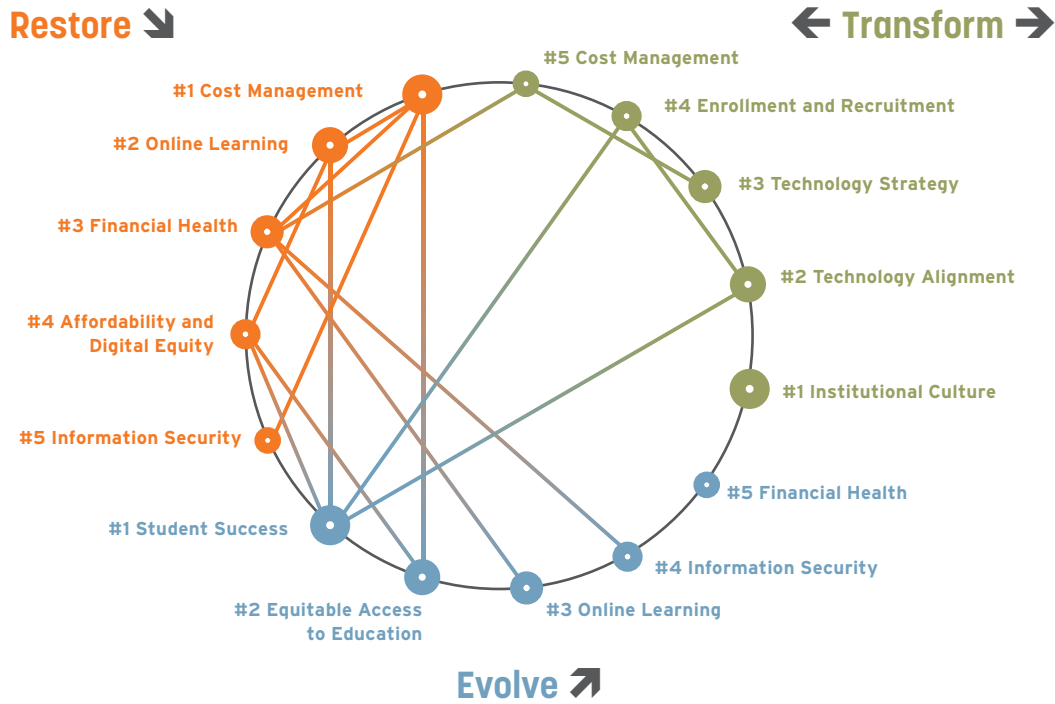 Restore
Transform
#5 Cost Management
#1 Cost Management
#4 Enrollment and Recruitment
#2 Online Learning
#3 Technology Strategy
#3 Financial Health
#2 Technology Alignment
#4 Affordability and
Digital Equity
#1 Institutional Culture
#5 Information Security
#5 Financial Health
#1 Student Success
#4 Information Security
#2 Equitable Access
to Education
#3 Online Learning
Evolve